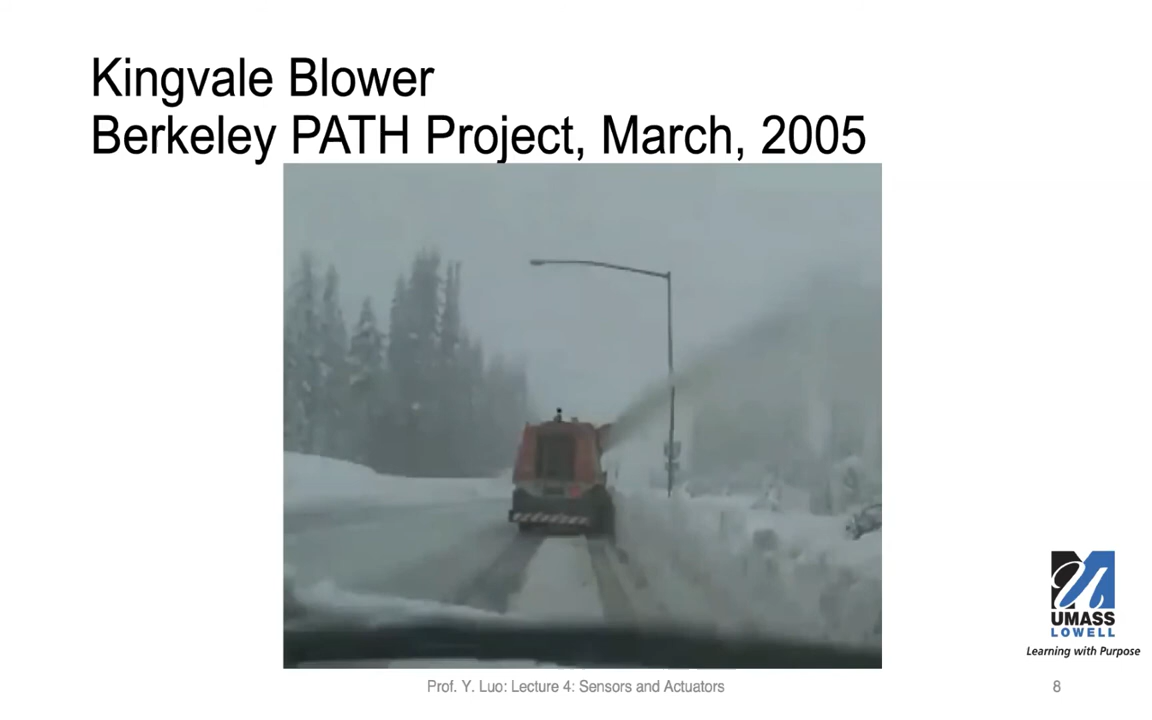 Kingvale Blower
Berkeley PATH Project, March, 2005
UMASS
LOWELL
Learning with Purpose
Prof. Y. Luo: Lecture 4: Sensors and Actuators
8